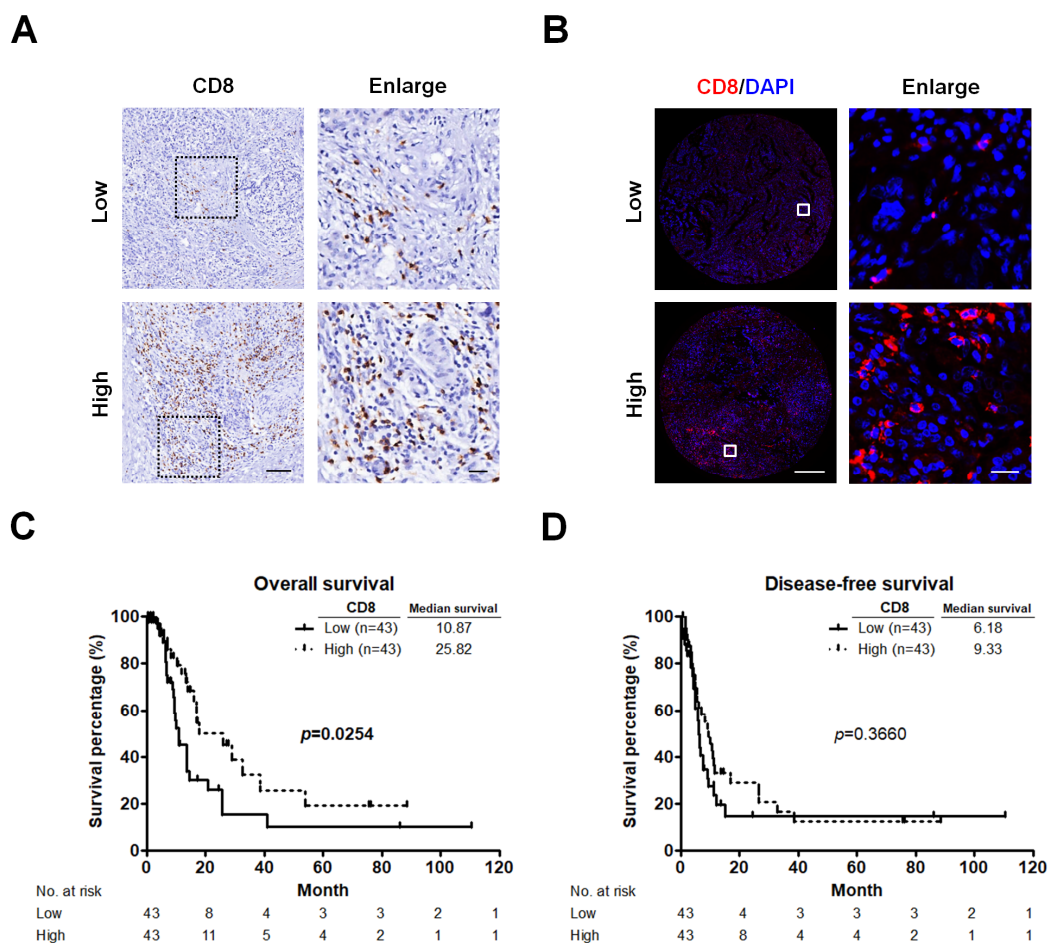 A
B
CD8 Enlarge
CD8/DAPI Enlarge
Low
Low
High
High
C
D
Overall survival
CD8 Median survival
Low (n=43) 10.87
High (n=43) 25.82
p=0.0254
Survival percentage (%)
100
80
60
40
20
0
0 20 40 60 80 100 120
Month
No. at risk
Low 43 8 4 3 3 2 1
High 43 11 5 4 2 1 1
Disease-free survival
CD8 Median survival
Low (n=43) 6.18
High (n=43) 9.33
p=0.3660
Survival percentage (%)
100
80
60
40
20
0
0 20 40 60 80 100 120
Month
No. at risk
Low 43 4 3 3 3 2 1
High 43 8 4 4 2 1 1